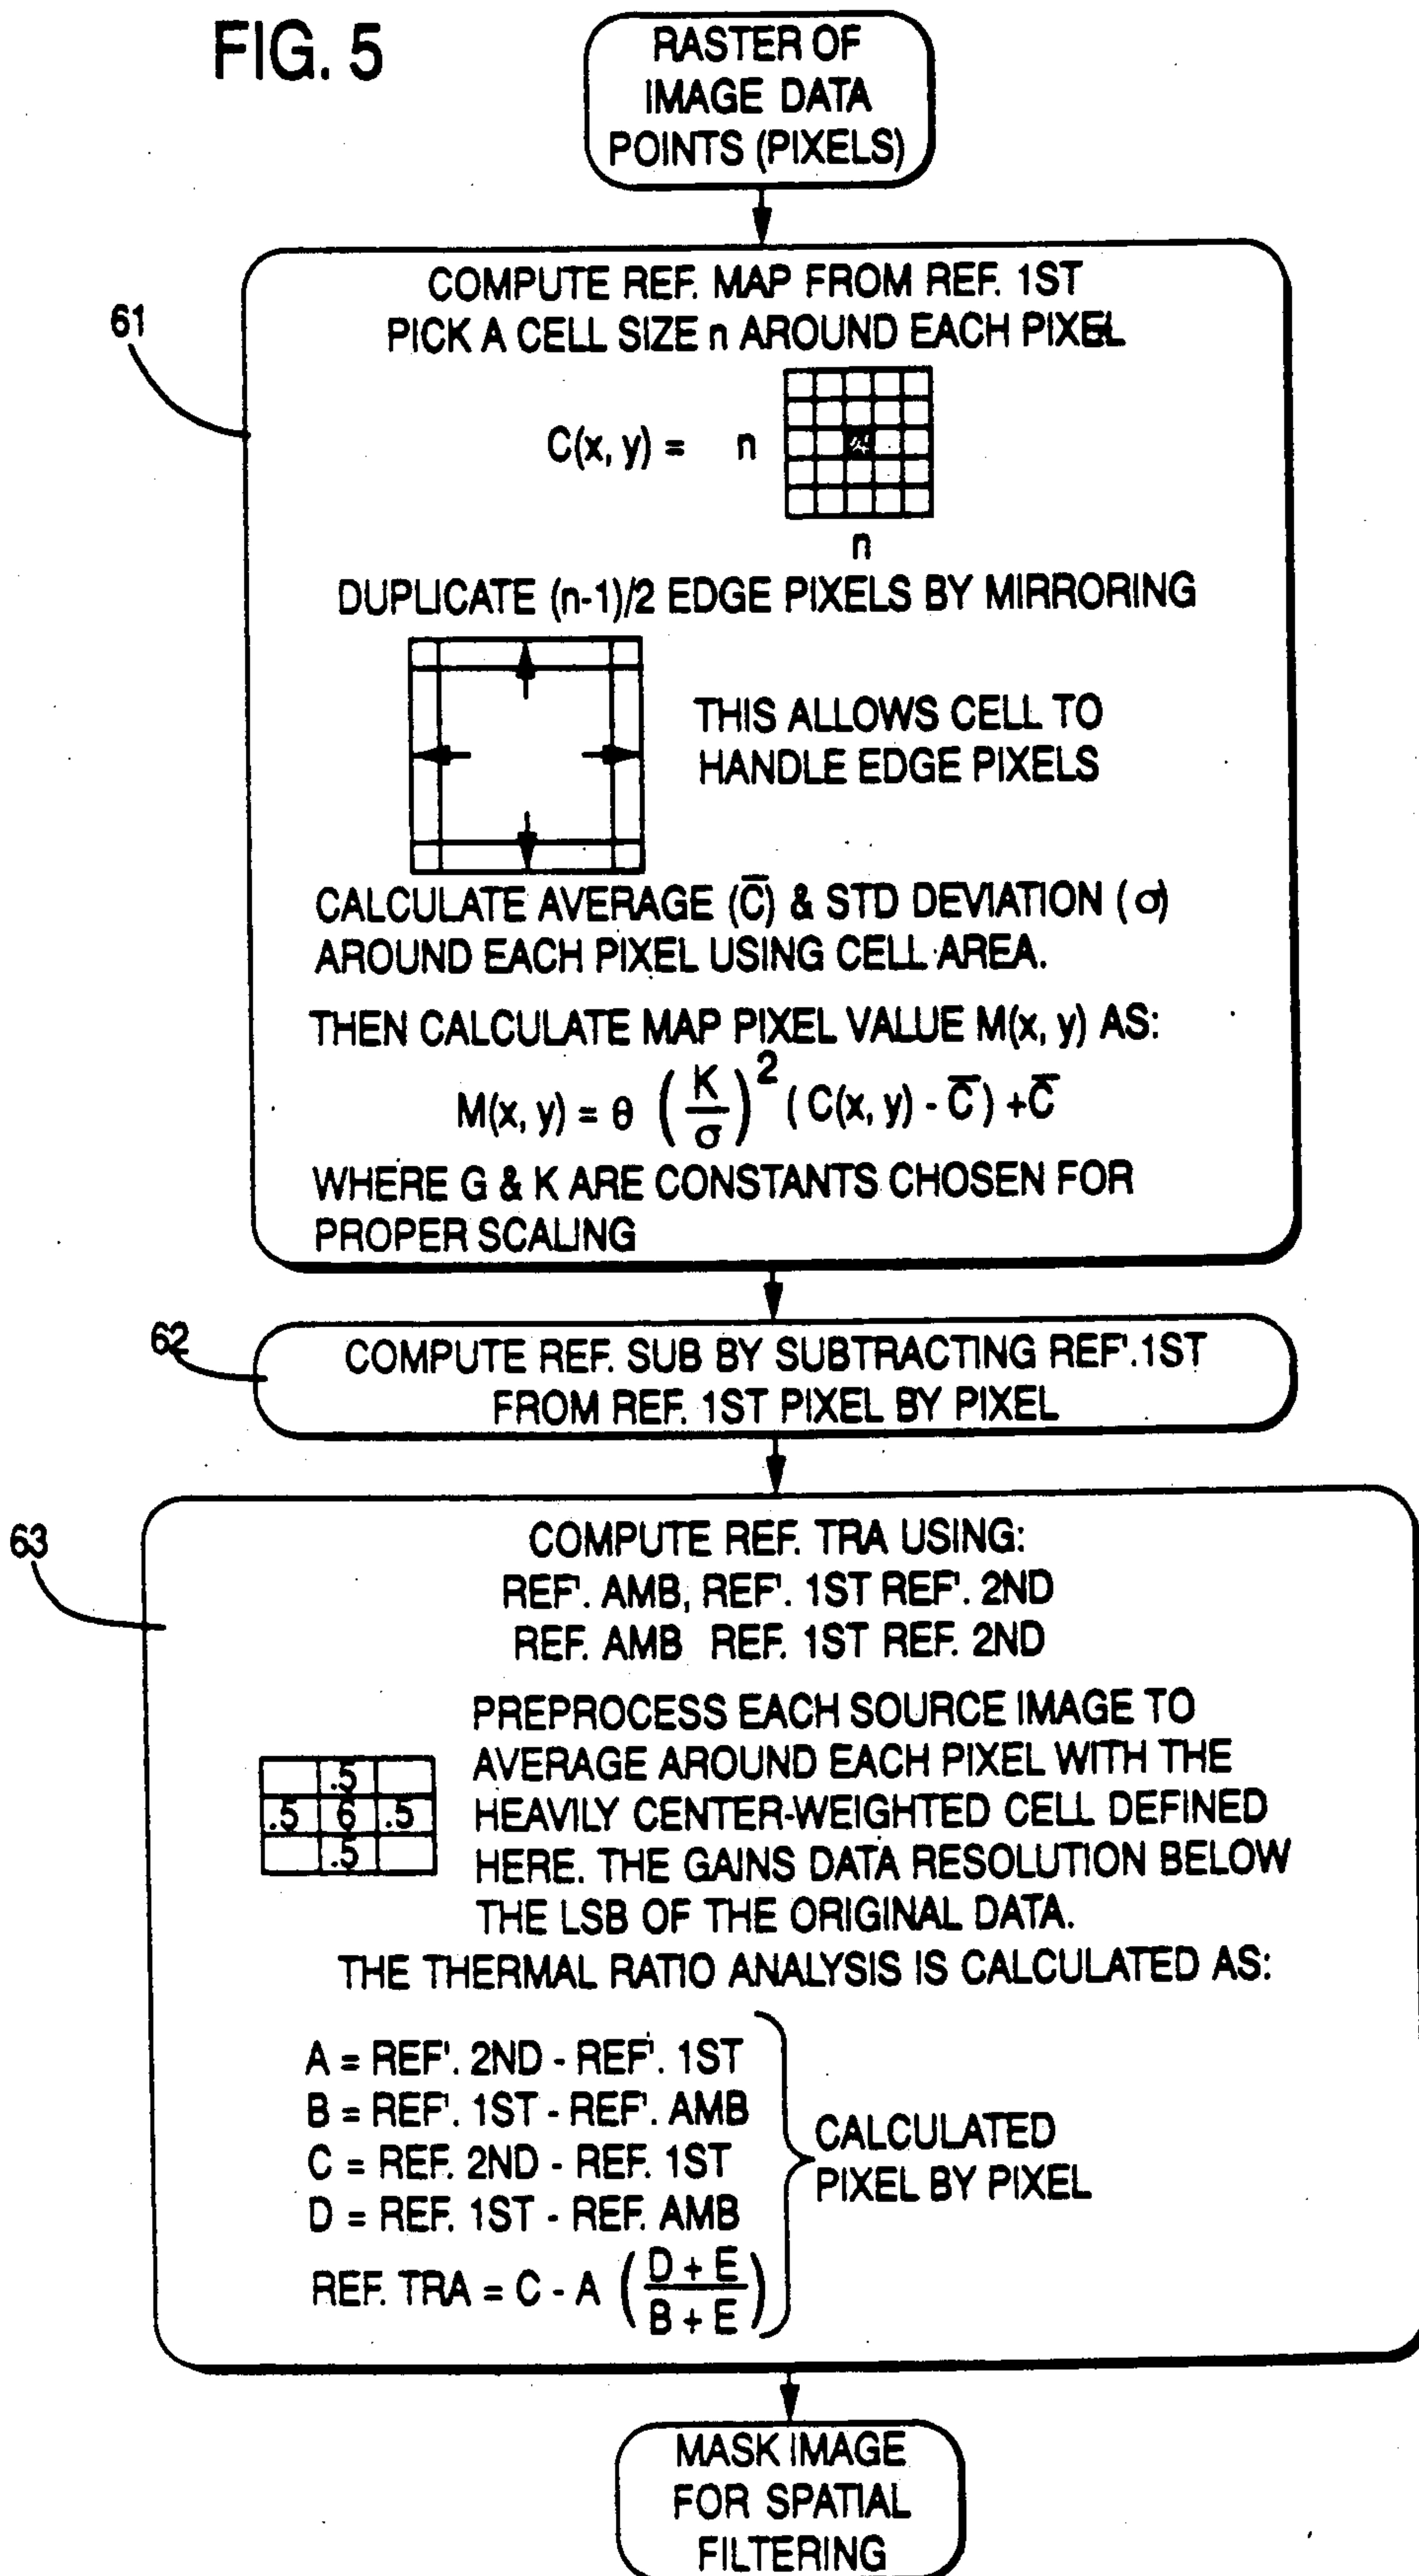 FIG. 5
RASTER OF
IMAGE DATA
POINTS (PIXELS)
61
COMPUTE REF. MAP FROM REF. 1ST
PICK A CELL SIZE n AROUND EACH PIXEL
C(x, y) = n
n
DUPLICATE (n-1)/2 EDGE PIXELS BY MIRRORING
THIS ALLOWS CELL TO
HANDLE EDGE PIXELS
CALCULATE AVERAGE (C̅) & STD DEVIATION (σ)
AROUND EACH PIXEL USING CELL AREA.
THEN CALCULATE MAP PIXEL VALUE M(x, y) AS:
M(x, y) = θ (K/σ)² (C(x, y) - C̅) + C̅
WHERE G & K ARE CONSTANTS CHOSEN FOR
PROPER SCALING
62
COMPUTE REF. SUB BY SUBTRACTING REF'. 1ST
FROM REF. 1ST PIXEL BY PIXEL
63
COMPUTE REF. TRA USING:
REF'. AMB, REF'. 1ST REF'. 2ND
REF. AMB REF. 1ST REF. 2ND
.5
.5 6 .5
.5
PREPROCESS EACH SOURCE IMAGE TO
AVERAGE AROUND EACH PIXEL WITH THE
HEAVILY CENTER-WEIGHTED CELL DEFINED
HERE. THE GAINS DATA RESOLUTION BELOW
THE LSB OF THE ORIGINAL DATA.
THE THERMAL RATIO ANALYSIS IS CALCULATED AS:
A = REF'. 2ND - REF'. 1ST
B = REF'. 1ST - REF'. AMB
C = REF. 2ND - REF. 1ST
D = REF. 1ST - REF. AMB
REF. TRA = C - A (D + E / B + E)
CALCULATED
PIXEL BY PIXEL
MASK IMAGE
FOR SPATIAL
FILTERING